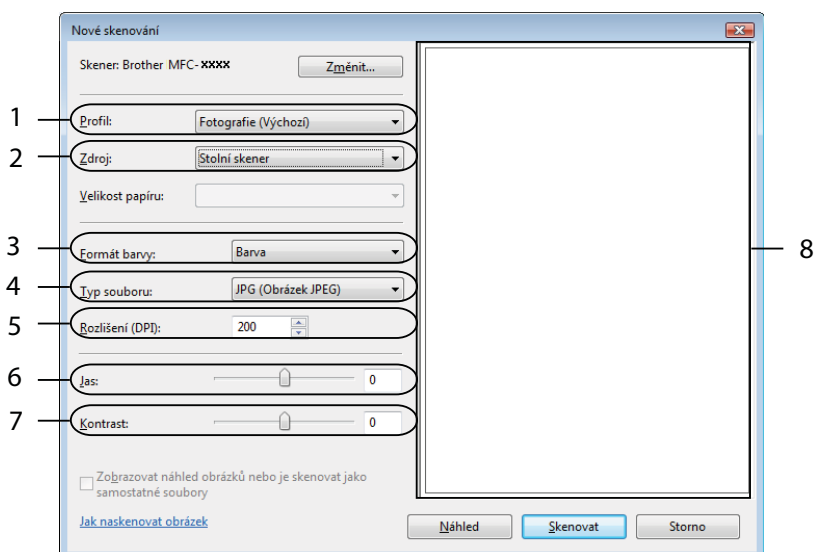 Nové skenování
Skener: Brother MFC-xxxx Změnit...
1 Profil: Fotografie (Výchozí)
2 Zdroj: Stolní skener
Velikost papíru:
3 Formát barvy: Barva
8
4 Typ souboru: JPG (Obrázek JPEG)
5 Rozlišení (DPI): 200
6 Jas: 0
7 Kontrast: 0
Zobrazovat náhled obrázků nebo je skenovat jako
samostatné soubory
Jak naskenovat obrázek Náhled Skenovat Storno